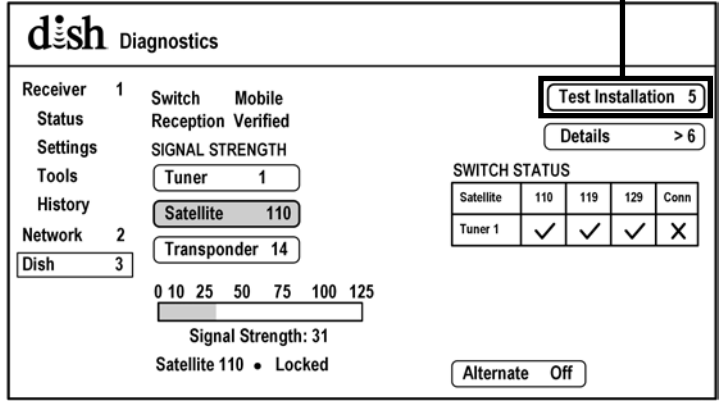 dish Diagnostics
Receiver 1
Status
Settings
Tools
History
Network 2
Dish 3
Switch Mobile
Reception Verified
SIGNAL STRENGTH
Tuner 1
Satellite 110
Transponder 14
0 10 25 50 75 100 125
Signal Strength: 31
Satellite 110 • Locked
Test Installation 5
Details > 6
SWITCH STATUS
Satellite 110 119 129 Conn
Tuner 1 ✓ ✓ ✓ X
Alternate Off